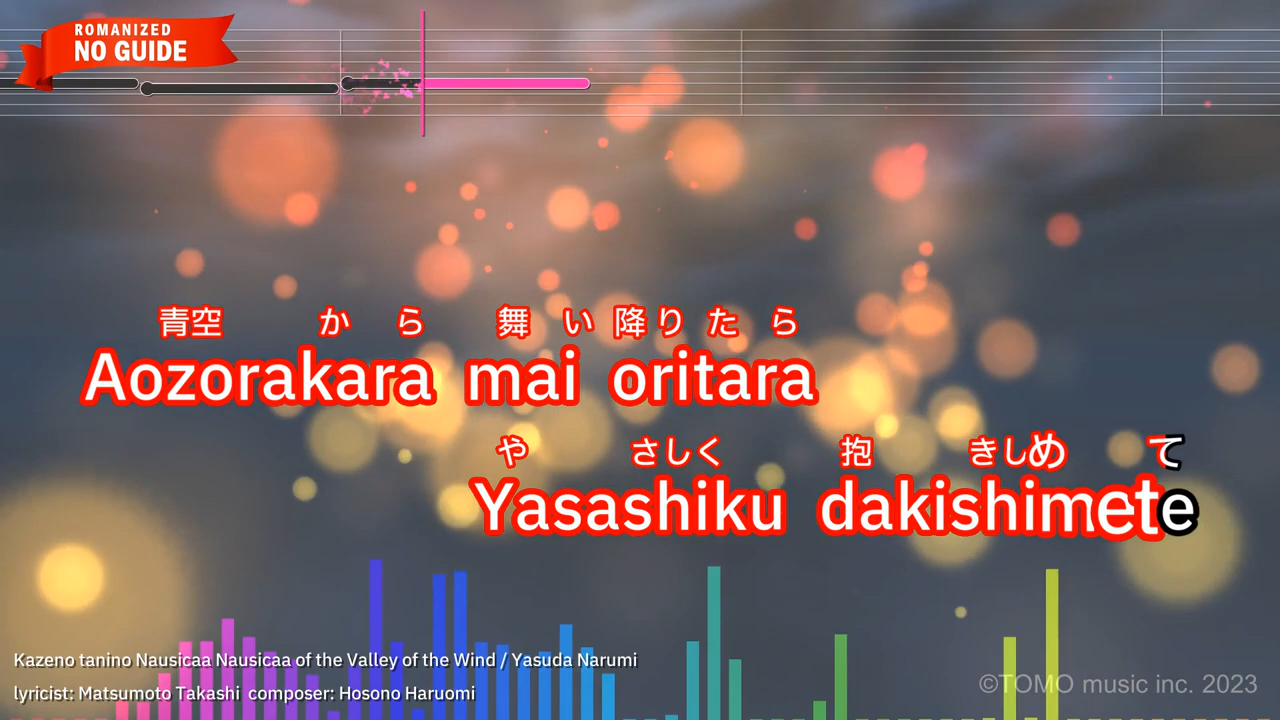 ROMANIZED
NO GUIDE
青空 から 舞い 降りたら
Aozorakara mai oritara
やさしく 抱きしめて
Yasashiku dakishimete
Kazeno tanino Nausicaa Nausicaa of the Valley of the Wind / Yasuda Narumi
lyricist: Matsumoto Takashi composer: Hosono Haruomi
©TOMO music inc. 2023